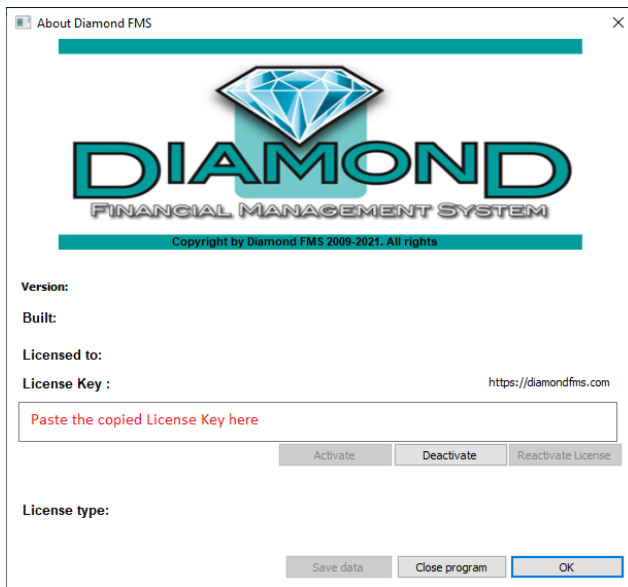 About Diamond FMS
DIAMOND
FINANCIAL MANAGEMENT SYSTEM
Copyright by Diamond FMS 2009-2021. All rights
Version:
Built:
Licensed to:
License Key :
https://diamondfms.com
Paste the copied License Key here
Activate
Deactivate
Reactivate License
License type:
Save data
Close program
OK